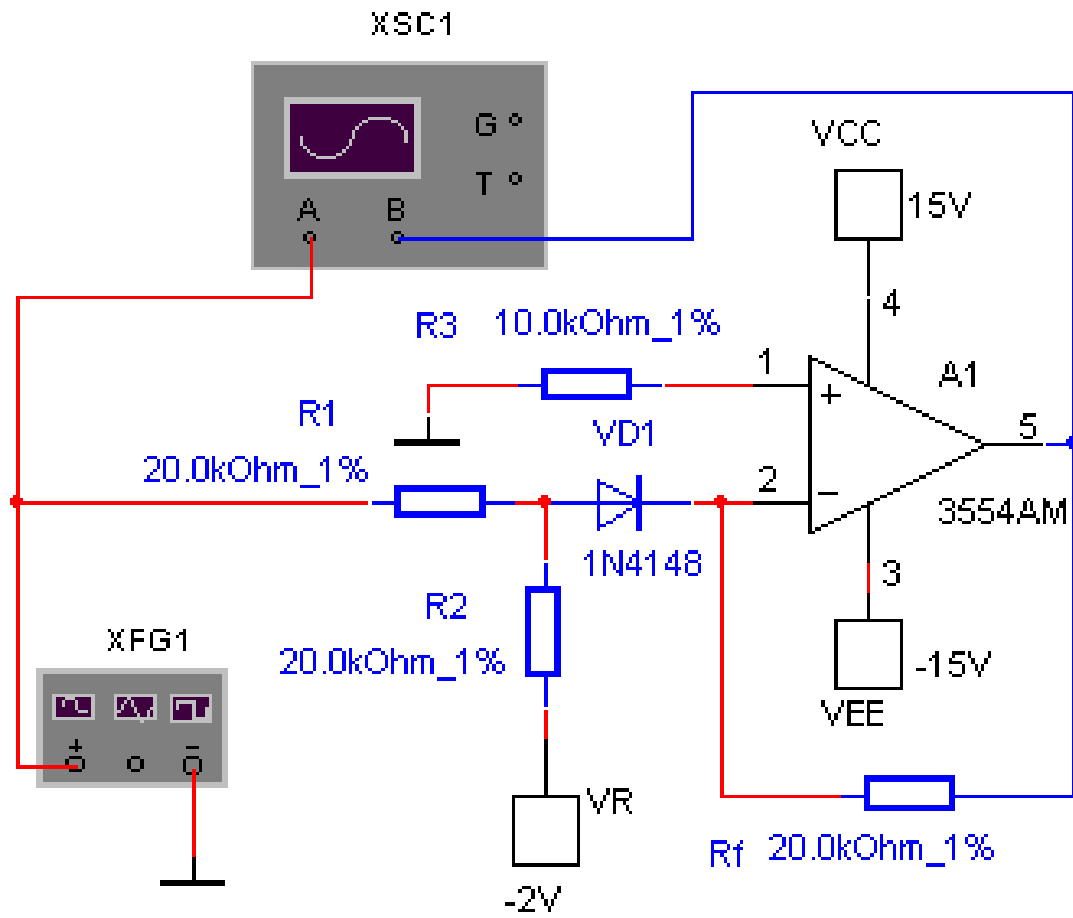 XSC1
G
T
A B
VCC
15V
4
R3 10.0kOhm_1%
1
A1
+
R1
VD1
5
20.0kOhm_1%
2
−
3554AM
1N4148
3
R2
XFG1
20.0kOhm_1%
-15V
VEE
+ −
VR
Rf 20.0kOhm_1%
-2V